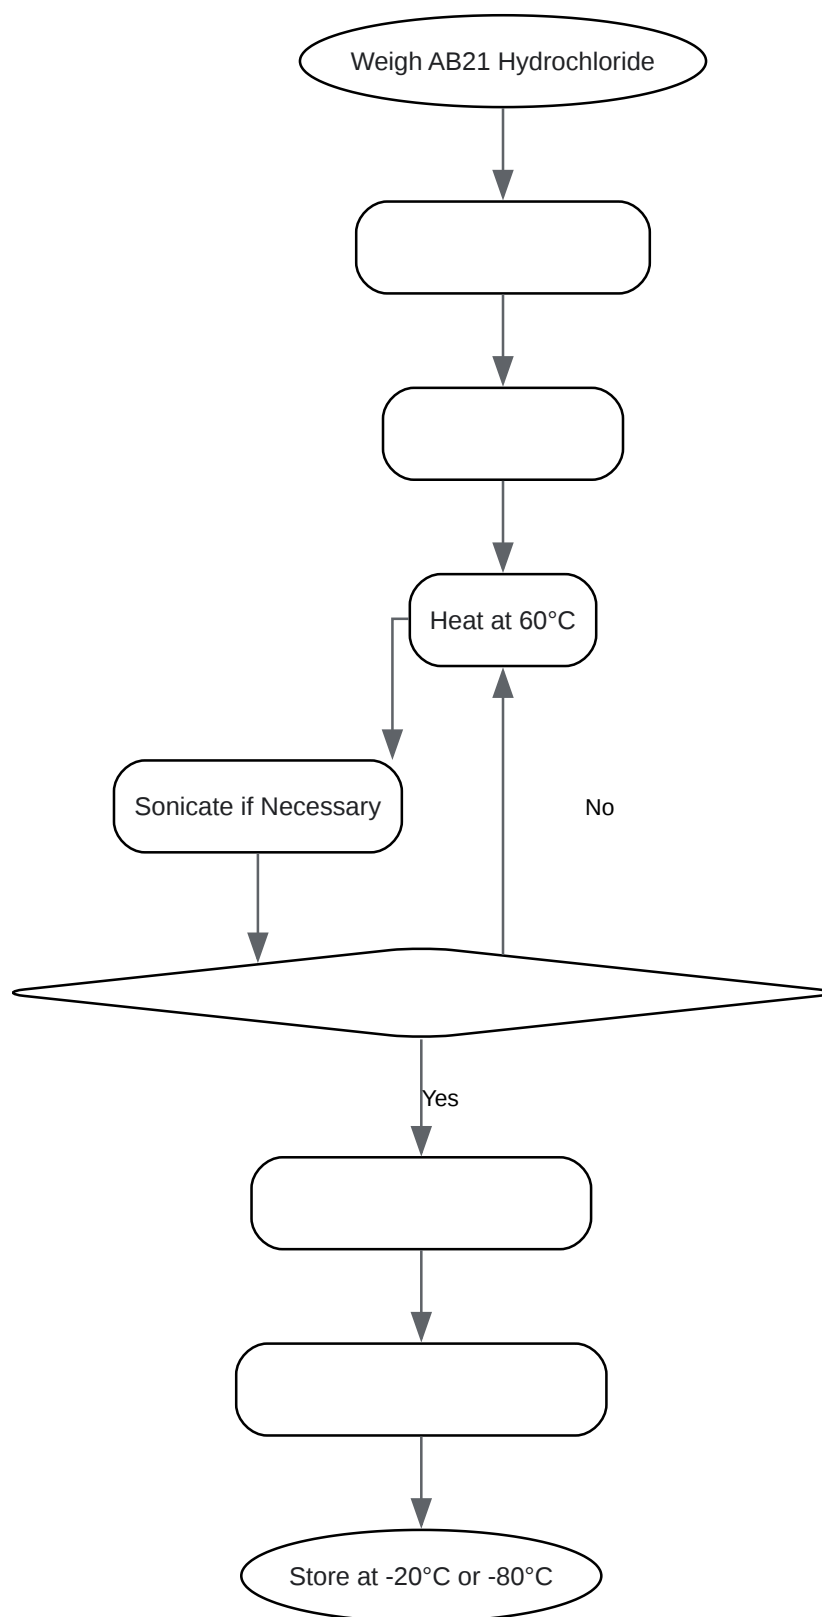 Weigh AB21 Hydrochloride
Heat at 60°C
Sonicate if Necessary
No
Yes
Store at -20°C or -80°C